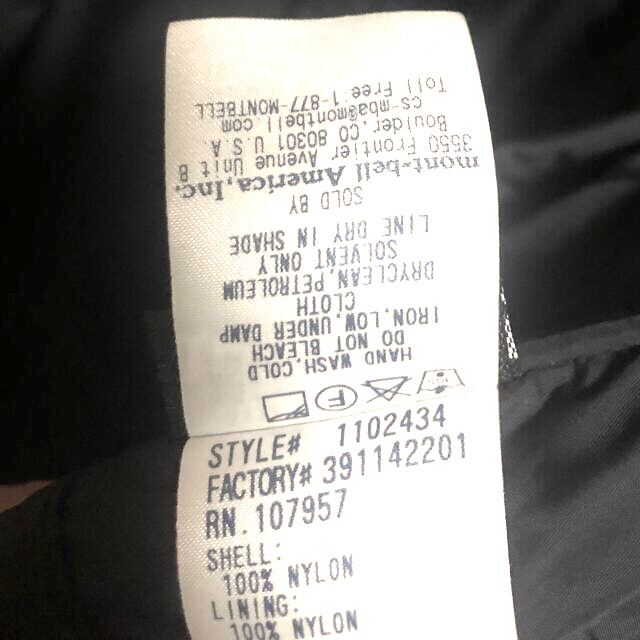 HAND WASH, COLD
DO NOT BLEACH
IRON, LOW, UNDER DAMP
CLOTH
DRYCLEAN, PETROLEUM
SOLVENT ONLY
LINE DRY IN SHADE
SOLD BY
mont-bell America, Inc.
3550 Frontier Avenue Unit B
Boulder, CO 80301 U.S.A.
cs-mba@montbell.com
Toll Free:1-877-MONTBELL
F
STYLE# 1102434
FACTORY# 391142201
RN.107957
SHELL:
100% NYLON
LINING:
100% NYLON